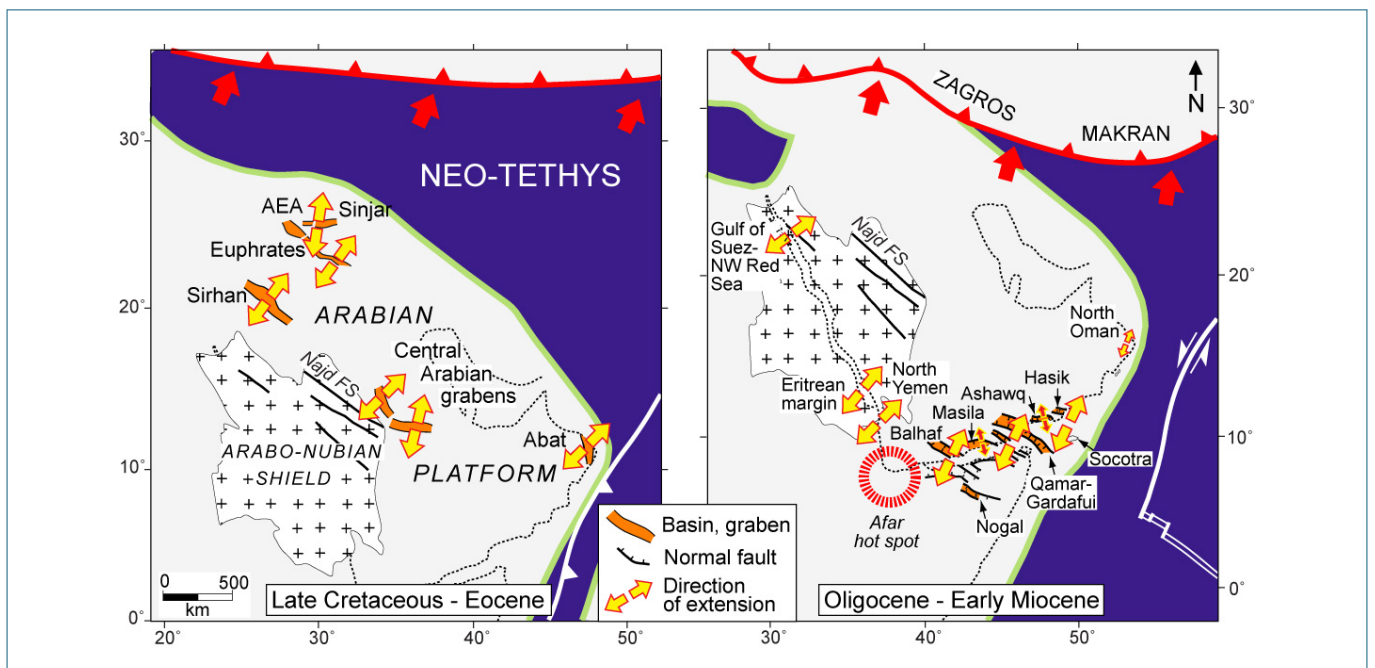 NEO-TETHYS
AEA
Sinjar
Euphrates
Sirhan
ARABIAN
Central
Arabian
grabens
Najd FS
ARABO-NUBIAN
SHIELD
PLATFORM
Abat
0 500
km
Late Cretaceous - Eocene
30°
20°
10°
0°
20°
30°
40°
50°
Basin, graben
Normal fault
Direction
of extension
30°
40°
50°
ZAGROS
MAKRAN
N
Gulf of
Suez-
NW Red
Sea
Najd FS
North
Oman
Eritrean
margin
North
Yemen
Ashawq
Hasik
Masila
Balhaf
Socotra
Qamar-
Gardafui
Nogal
Afar
hot spot
Oligocene - Early Miocene
30°
20°
10°
0°
30°
40°
50°